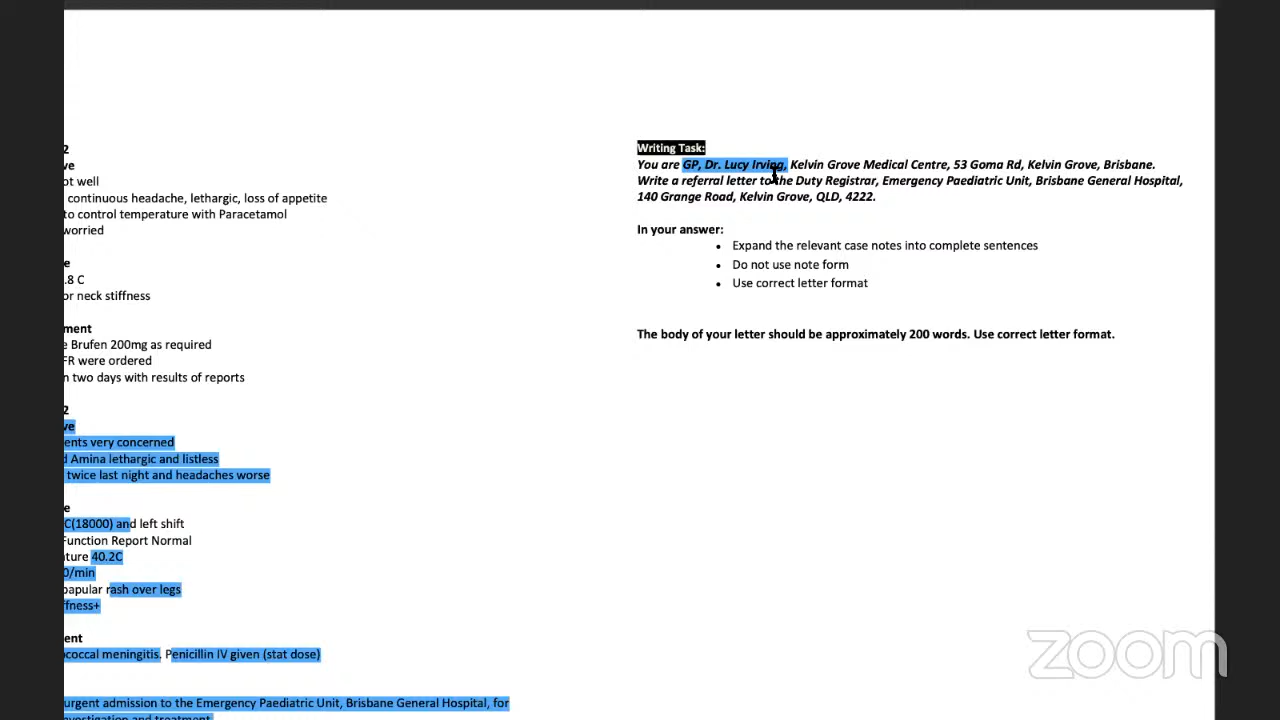 2
ve
ot well
continuous headache, lethargic, loss of appetite
to control temperature with Paracetamol
worried
e
.8 C
or neck stiffness
ment
e Brufen 200mg as required
FR were ordered
n two days with results of reports
2
ve
ents very concerned
d Amina lethargic and listless
twice last night and headaches worse
e
C(18000) and left shift
Function Report Normal
ature 40.2C
0/min
papular rash over legs
ffness+
ent
ococcal meningitis. Penicillin IV given (stat dose)
urgent admission to the Emergency Paediatric Unit, Brisbane General Hospital, for
nvestigation and treatment.
Writing Task:
You are GP, Dr. Lucy Irving, Kelvin Grove Medical Centre, 53 Goma Rd, Kelvin Grove, Brisbane.
Write a referral letter to the Duty Registrar, Emergency Paediatric Unit, Brisbane General Hospital,
140 Grange Road, Kelvin Grove, QLD, 4222.
In your answer:
• Expand the relevant case notes into complete sentences
• Do not use note form
• Use correct letter format
The body of your letter should be approximately 200 words. Use correct letter format.
zoom